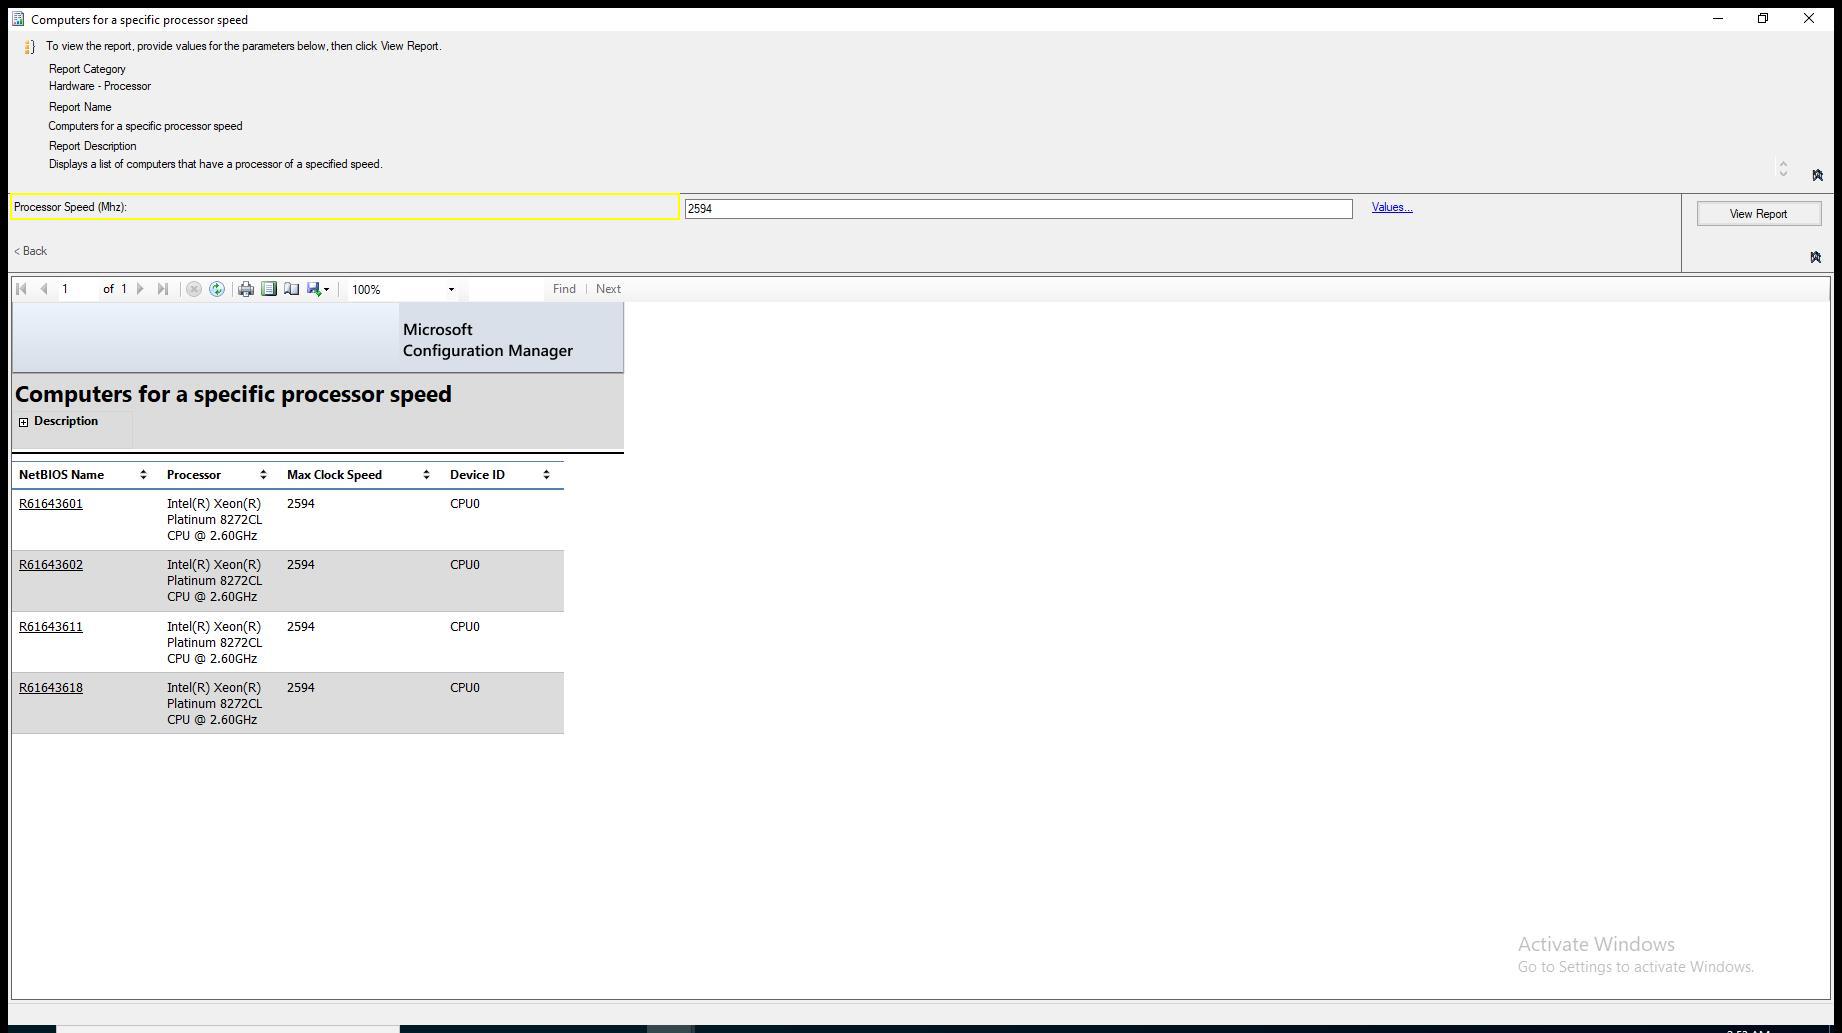 Computers for a specific processor speed
To view the report, provide values for the parameters below, then click View Report.
Report Category
Hardware - Processor
Report Name
Computers for a specific processor speed
Report Description
Displays a list of computers that have a processor of a specified speed.
Processor Speed (Mhz):
2594
Values...
View Report
< Back
1 of 1
100%
Find
Next
Microsoft
Configuration Manager
Computers for a specific processor speed
Description
NetBIOS Name Processor Max Clock Speed Device ID
R61643601 Intel(R) Xeon(R) 2594 CPU0
Platinum 8272CL
CPU @ 2.60GHz
R61643602 Intel(R) Xeon(R) 2594 CPU0
Platinum 8272CL
CPU @ 2.60GHz
R61643611 Intel(R) Xeon(R) 2594 CPU0
Platinum 8272CL
CPU @ 2.60GHz
R61643618 Intel(R) Xeon(R) 2594 CPU0
Platinum 8272CL
CPU @ 2.60GHz
Activate Windows
Go to Settings to activate Windows.